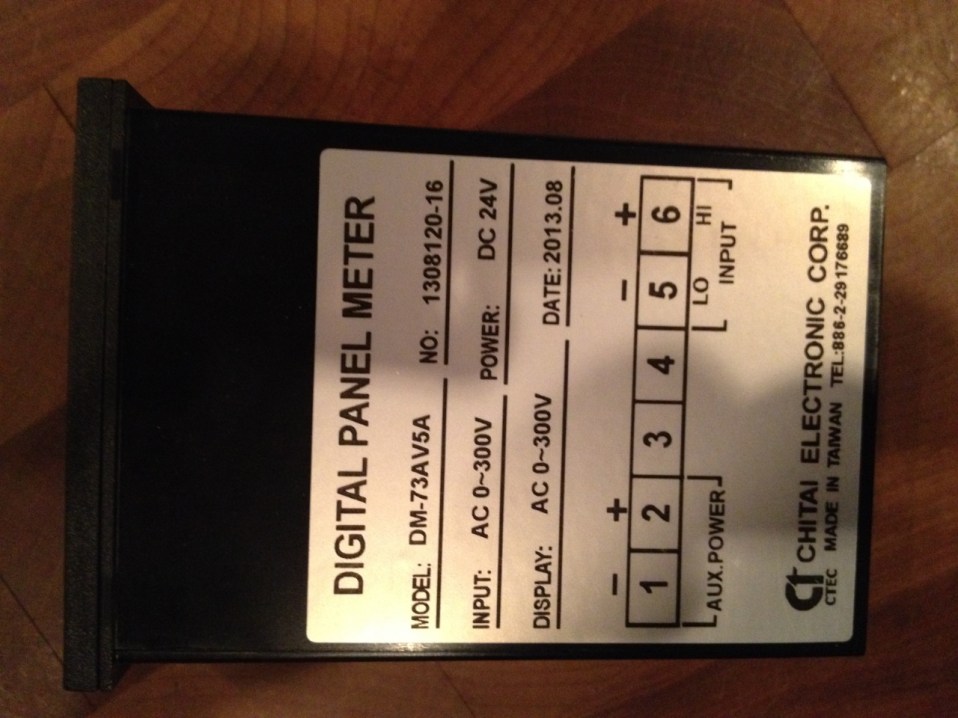 DIGITAL PANEL METER
MODEL: DM-73AV5A NO: 1308120-16
INPUT: AC 0~300V POWER: DC 24V
DISPLAY: AC 0~300V DATE: 2013.08
− + − +
1 2 3 4 5 6
AUX.POWER LO HI
INPUT
CHITAI ELECTRONIC CORP.
CTEC MADE IN TAIWAN TEL:886-2-29176689